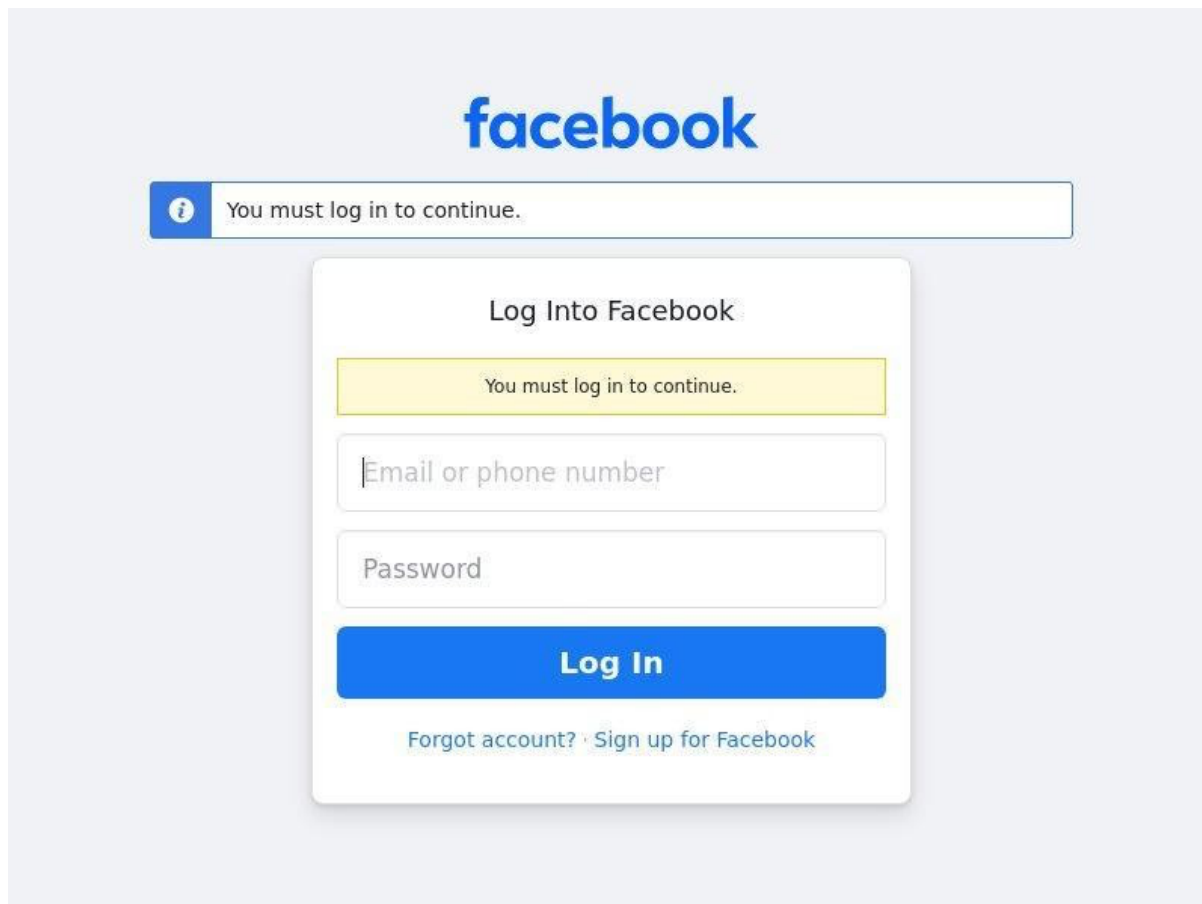 facebook
You must log in to continue.
Log Into Facebook
You must log in to continue.
Email or phone number
Password
Log In
Forgot account? · Sign up for Facebook